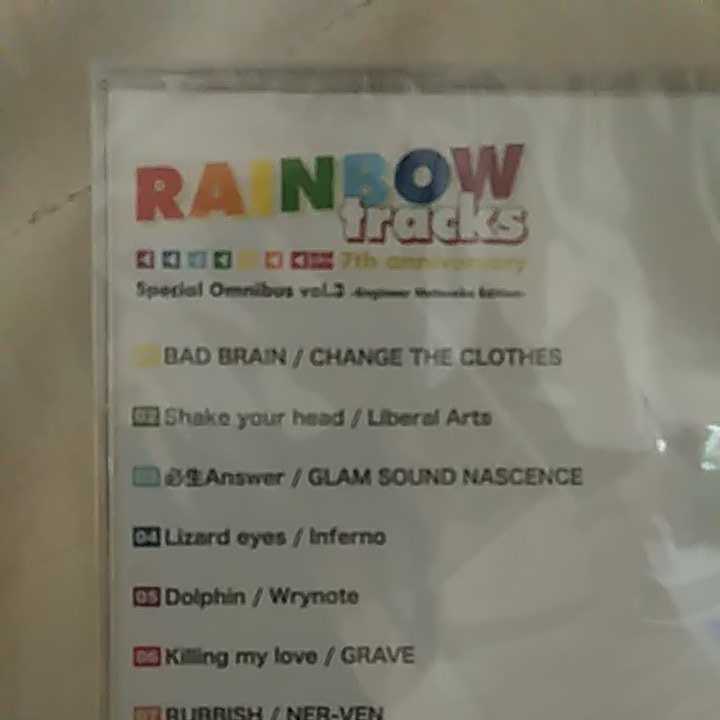 RAINBOW
tracks
7th anniversary
Special Omnibus vol.3
BAD BRAIN / CHANGE THE CLOTHES
02 Shake your head / Liberal Arts
必生Answer / GLAM SOUND NASCENCE
04 Lizard eyes / Inferno
05 Dolphin / Wrynote
06 Killing my love / GRAVE
07 RUBBISH / NER-VEN